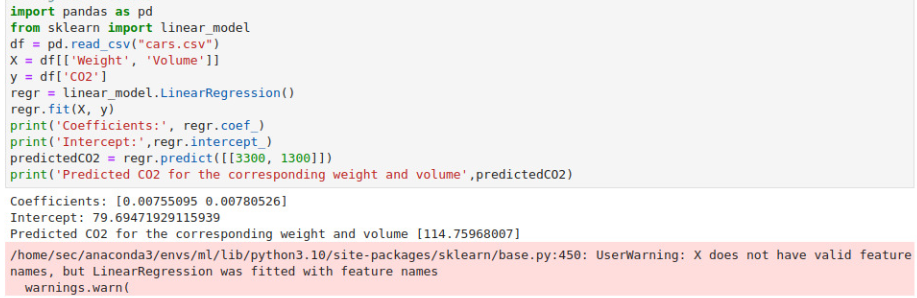 import pandas as pd
from sklearn import linear_model
df = pd.read_csv("cars.csv")
X = df[['Weight', 'Volume']]
y = df['CO2']
regr = linear_model.LinearRegression()
regr.fit(X, y)
print('Coefficients:', regr.coef_)
print('Intercept:',regr.intercept_)
predictedCO2 = regr.predict([[3300, 1300]])
print('Predicted CO2 for the corresponding weight and volume',predictedCO2)
Coefficients: [0.00755095 0.00780526]
Intercept: 79.69471929115939
Predicted CO2 for the corresponding weight and volume [114.75968007]
/home/sec/anaconda3/envs/ml/lib/python3.10/site-packages/sklearn/base.py:450: UserWarning: X does not have valid feature
names, but LinearRegression was fitted with feature names
  warnings.warn(